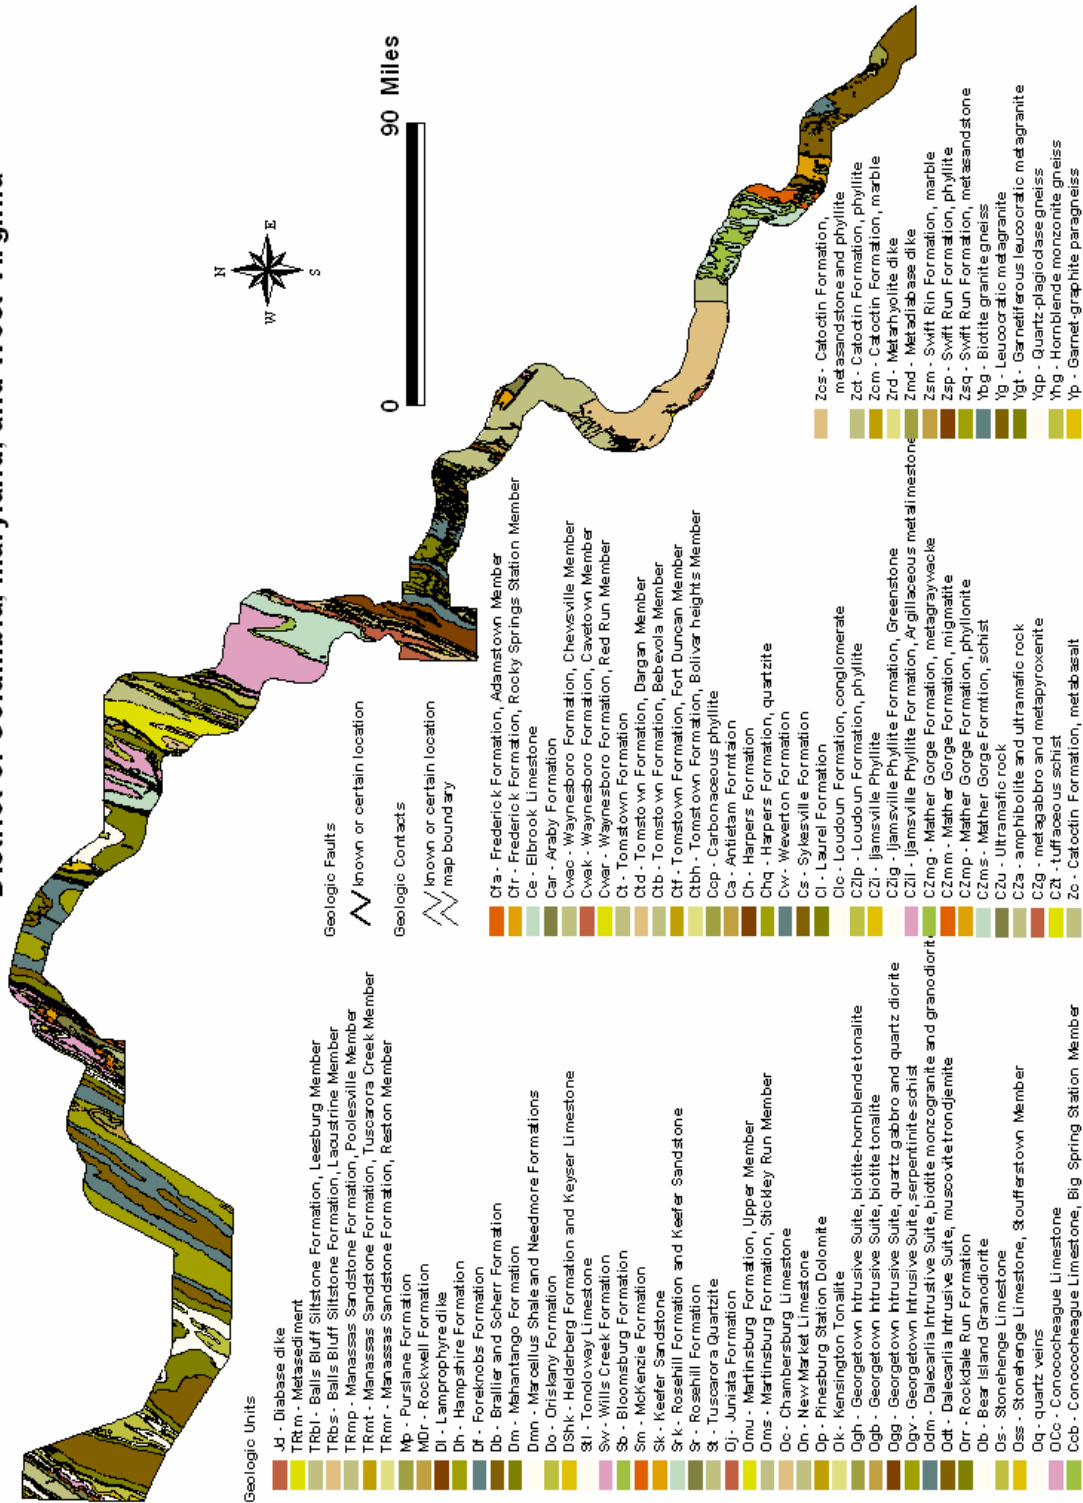 District of Columbia, Maryland, and West Virginia
N
W
E
S
0
90 Miles
Geologic Units
Jd - Diabase dike
TRtm - Metasediment
TRbl - Balls Bluff Siltstone Formation, Leesburg Member
TRbs - Balls Bluff Siltstone Formation, Lacustrine Member
TRmp - Manassas Sandstone Formation, Poolesville Member
TRmt - Manassas Sandstone Formation, Tuscarora Creek Member
TRmr - Manassas Sandstone Formation, Reston Member
Mp - Purslane Formation
MDr - Rockwell Formation
Dl - Lamprophyre dike
Dh - Hampshire Formation
Df - Foreknobs Formation
Db - Brallier and Scherr Formation
Dm - Mahantango Formation
Dmn - Marcellus Shale and Needmore Formations
Do - Oriskany Formation
DShk - Helderberg Formation and Keyser Limestone
Stl - Tonoloway Limestone
Sw - Wills Creek Formation
Sb - Bloomsburg Formation
Sm - McKenzie Formation
Sk - Keefer Sandstone
Srk - Rosehill Formation and Keefer Sandstone
Sr - Rosehill Formation
St - Tuscarora Quartzite
Oj - Juniata Formation
Omu - Martinsburg Formation, Upper Member
Oms - Martinsburg Formation, Stickley Run Member
Oc - Chambersburg Limestone
On - New Market Limestone
Op - Pinesburg Station Dolomite
Ok - Kensington Tonalite
Ogh - Georgetown Intrusive Suite, biotite-hornblende tonalite
Ogb - Georgetown Intrusive Suite, biotite tonalite
Ogg - Georgetown Intrusive Suite, quartz gabbro and quartz diorite
Ogv - Georgetown Intrusive Suite, serpentinite-schist
Odm - Dalecarlia Intrustive Suite, biotite monzogranite and granodiorite
Odt - Dalecarlia Intrusive Suite, muscovite trondjemite
Orr - Rockdale Run Formation
Ob - Bear Island Granodiorite
Os - Stonehenge Limestone
Oss - Stonehenge Limestone, Stoufferstown Member
Oq - quartz veins
OCc - Conococheague Limestone
Ccb - Conococheague Limestone, Big Spring Station Member
Geologic Faults
known or certain location
Geologic Contacts
known or certain location
map boundary
Cfa - Frederick Formation, Adamstown Member
Cfr - Frederick Formation, Rocky Springs Station Member
Ce - Elbrook Limestone
Car - Araby Formation
Cwac - Waynesboro Formation, Chewsville Member
Cwak - Waynesboro Formation, Cavetown Member
Cwar - Waynesboro Formation, Red Run Member
Ct - Tomstown Formation
Ctd - Tomstown Formation, Dargan Member
Ctb - Tomstown Formation, Bebevola Member
Ctf - Tomstown Formation, Fort Duncan Member
Ctbh - Tomstown Formation, Bolivar heights Member
Ccp - Carbonaceous phyllite
Ca - Antietam Formtaion
Ch - Harpers Formation
Chq - Harpers Formation, quartzite
Cw - Weverton Formation
Cs - Sykesville Formation
Cl - Laurel Formation
Clc - Loudoun Formation, conglomerate
CZlp - Loudoun Formation, phyllite
CZi - Ijamsville Phyllite
CZig - Ijamsville Phyllite Formation, Greenstone
CZil - Ijamsville Phyllite Formation, Argillaceous metalimestone
CZmg - Mather Gorge Formation, metagraywacke
CZmm - Mather Gorge Formation, migmatite
CZmp - Mather Gorge Formation, phyllonite
CZms - Mather Gorge Formtion, schist
CZu - Ultramafic rock
CZa - amphibolite and ultramafic rock
CZg - metagabbro and metapyroxenite
CZt - tuffaceous schist
Zc - Catoctin Formation, metabasalt
Zcs - Catoctin Formation,
metasandstone and phyllite
Zct - Catoctin Formation, phyllite
Zcm - Catoctin Formation, marble
Zrd - Metarhyolite dike
Zmd - Metadiabase dike
Zsm - Swift Rin Formation, marble
Zsp - Swift Run Formation, phyllite
Zsq - Swift Run Formation, metasandstone
Ybg - Biotite granite gneiss
Yg - Leucocratic metagranite
Ygt - Garnetiferous leucocratic metagranite
Yqp - Quartz-plagioclase gneiss
Yhg - Hornblende monzonite gneiss
Yp - Garnet-graphite paragneiss